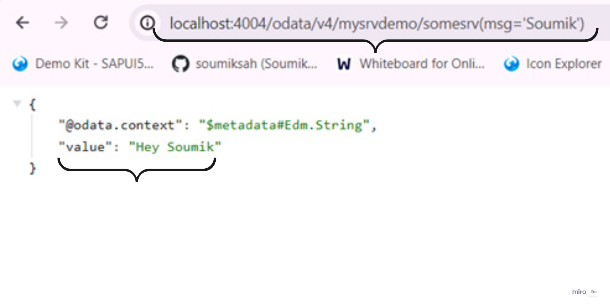 localhost:4004/odata/v4/mysrvdemo/somesrv(msg='Soumik')
Demo Kit - SAPUI5... soumiksah (Soumik... Whiteboard for Onli... Icon Explorer
{
"@odata.context": "$metadata#Edm.String",
"value": "Hey Soumik"
}
miro